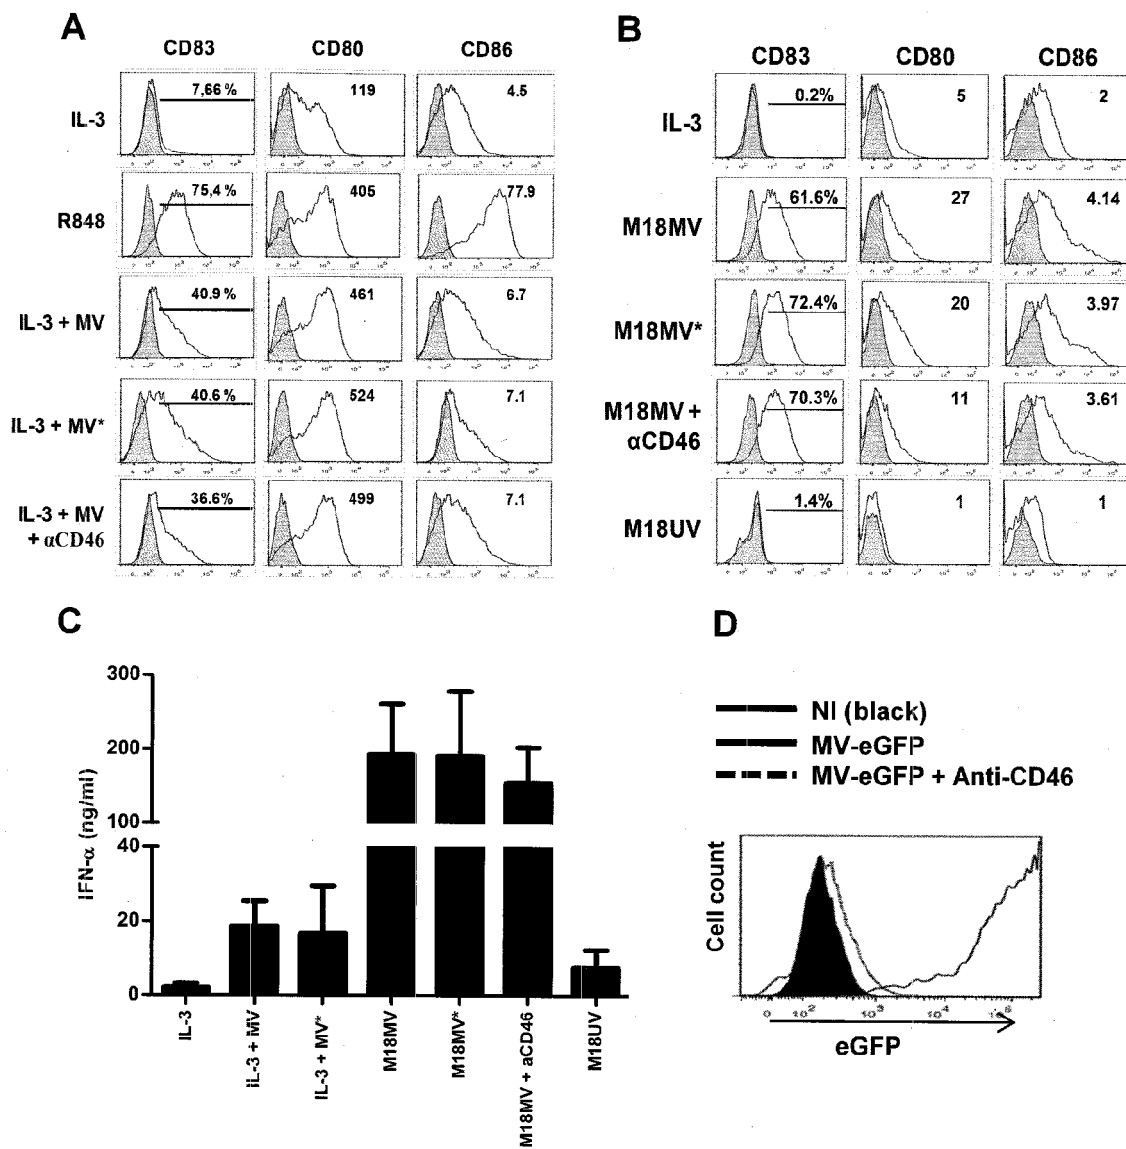 A
CD83 CD80 CD86
IL-3 7,66 % 119 4.5
R848 75,4 % 405 77.9
IL-3 + MV 40.9 % 461 6.7
IL-3 + MV* 40.6 % 524 7.1
IL-3 + MV
+ αCD46
36.6 % 499 7.1
B
CD83 CD80 CD86
IL-3 0.2% 5 2
M18MV 61.6% 27 4.14
M18MV* 72.4% 20 3.97
M18MV +
αCD46
70.3% 11 3.61
M18UV 1.4% 1 1
C
IFN-α (ng/ml)
300
200
100
40
20
0
IL-3
IL-3 + MV
IL-3 + MV*
M18MV
M18MV*
M18MV + aCD46
M18UV
D
NI (black)
MV-eGFP
MV-eGFP + Anti-CD46
Cell count
0 10² 10³ 10⁴ 10⁵
eGFP